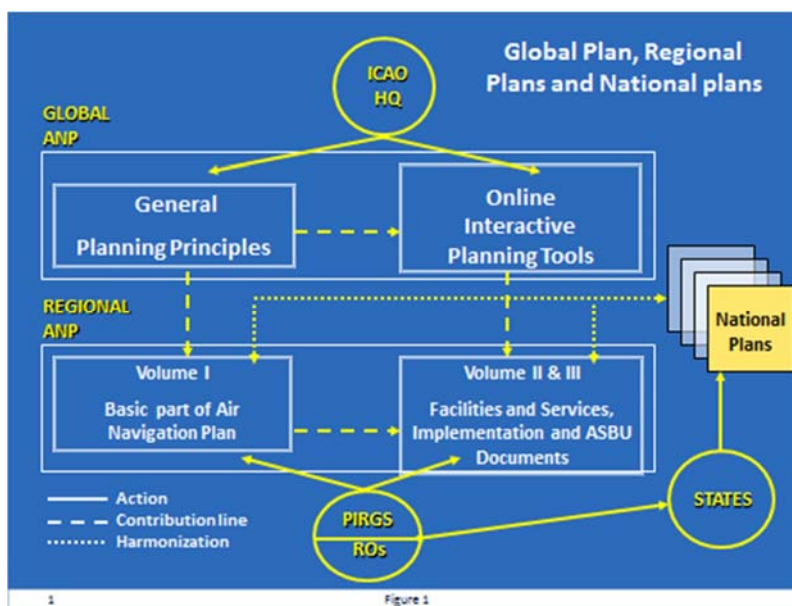 Global Plan, Regional
Plans and National plans
ICAO
HQ
GLOBAL
ANP
General
Planning Principles
Online
Interactive
Planning Tools
REGIONAL
ANP
National
Plans
Volume I
Basic part of Air
Navigation Plan
Volume II & III
Facilities and Services,
Implementation and ASBU
Documents
Action
Contribution line
Harmonization
PIRGS
ROs
STATES
1
Figure 1